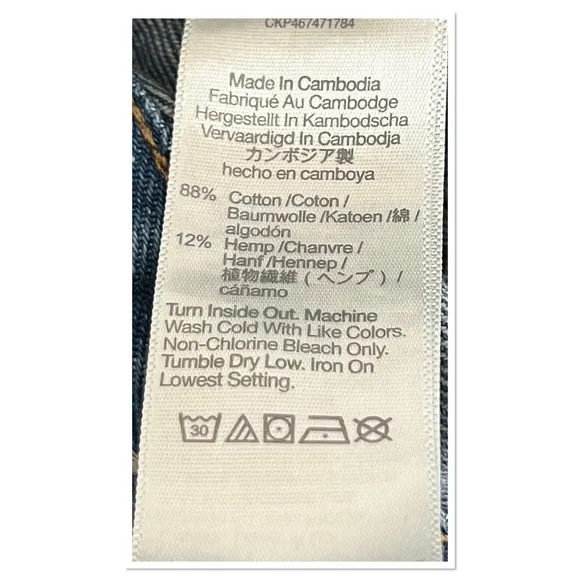 CKP467471784
Made In Cambodia
Fabriqué Au Cambodge
Hergestellt In Kambodscha
Vervaardigd In Cambodja
カンボジア製
hecho en camboya
88% Cotton /Coton /
Baumwolle /Katoen /綿 /
algodón
12% Hemp /Chanvre /
Hanf /Hennep /
植物繊維 ( ヘンプ ) /
cáñamo
Turn Inside Out. Machine
Wash Cold With Like Colors.
Non-Chlorine Bleach Only.
Tumble Dry Low. Iron On
Lowest Setting.
30